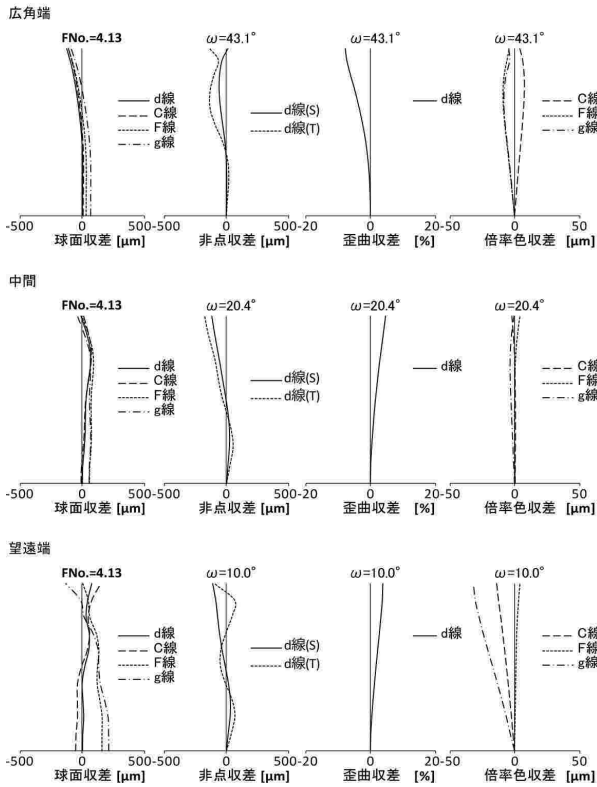 広角端
FNo.=4.13
ω=43.1°
ω=43.1°
ω=43.1°
d線
C線
F線
g線
d線(S)
d線(T)
d線
C線
F線
g線
-500 0 500
球面収差 [μm]
-500 0 500
非点収差 [μm]
-20 0 20
歪曲収差 [%]
-50 0 50
倍率色収差 [μm]
中間
FNo.=4.13
ω=20.4°
ω=20.4°
ω=20.4°
d線
C線
F線
g線
d線(S)
d線(T)
d線
C線
F線
g線
-500 0 500
球面収差 [μm]
-500 0 500
非点収差 [μm]
-20 0 20
歪曲収差 [%]
-50 0 50
倍率色収差 [μm]
望遠端
FNo.=4.13
ω=10.0°
ω=10.0°
ω=10.0°
d線
C線
F線
g線
d線(S)
d線(T)
d線
C線
F線
g線
-500 0 500
球面収差 [μm]
-500 0 500
非点収差 [μm]
-20 0 20
歪曲収差 [%]
-50 0 50
倍率色収差 [μm]